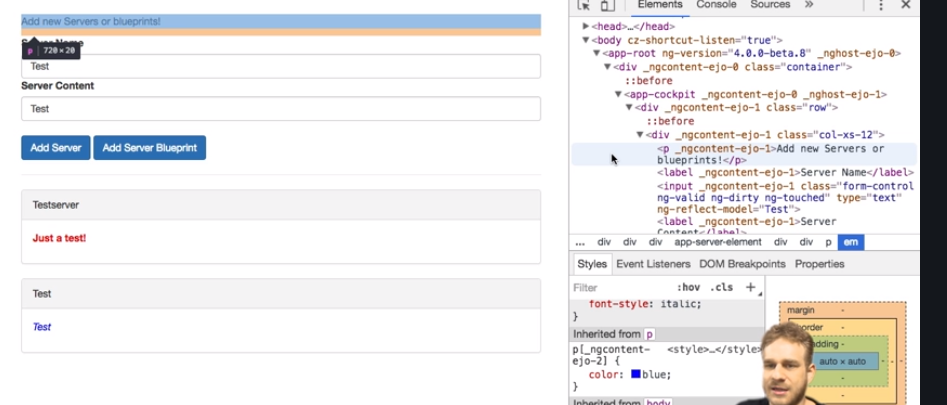 Add new Servers or blueprints!
p | 720 × 20
Test
Server Content
Test
Add Server
Add Server Blueprint
Testserver
Just a test!
Test
Test
Elements Console Sources »
▶<head>…</head>
▼<body cz-shortcut-listen="true">
▼<app-root ng-version="4.0.0-beta.8" _nghost-ejo-0>
▼<div _ngcontent-ejo-0 class="container">
::before
▼<app-cockpit _ngcontent-ejo-0 _nghost-ejo-1>
▼<div _ngcontent-ejo-1 class="row">
::before
▼<div _ngcontent-ejo-1 class="col-xs-12">
<p _ngcontent-ejo-1>Add new Servers or
blueprints!</p>
<label _ngcontent-ejo-1>Server Name</label>
<input _ngcontent-ejo-1 class="form-control
ng-valid ng-dirty ng-touched" type="text"
ng-reflect-model="Test">
<label _ngcontent-ejo-1>Server
Content</label>
... div div div app-server-element div div p em
Styles Event Listeners DOM Breakpoints Properties
Filter :hov .cls +
font-style: italic;
}
Inherited from p
p[_ngcontent- <style>…</style>
ejo-2] {
color: blue;
}
Inherited from body
margin -
auto × auto